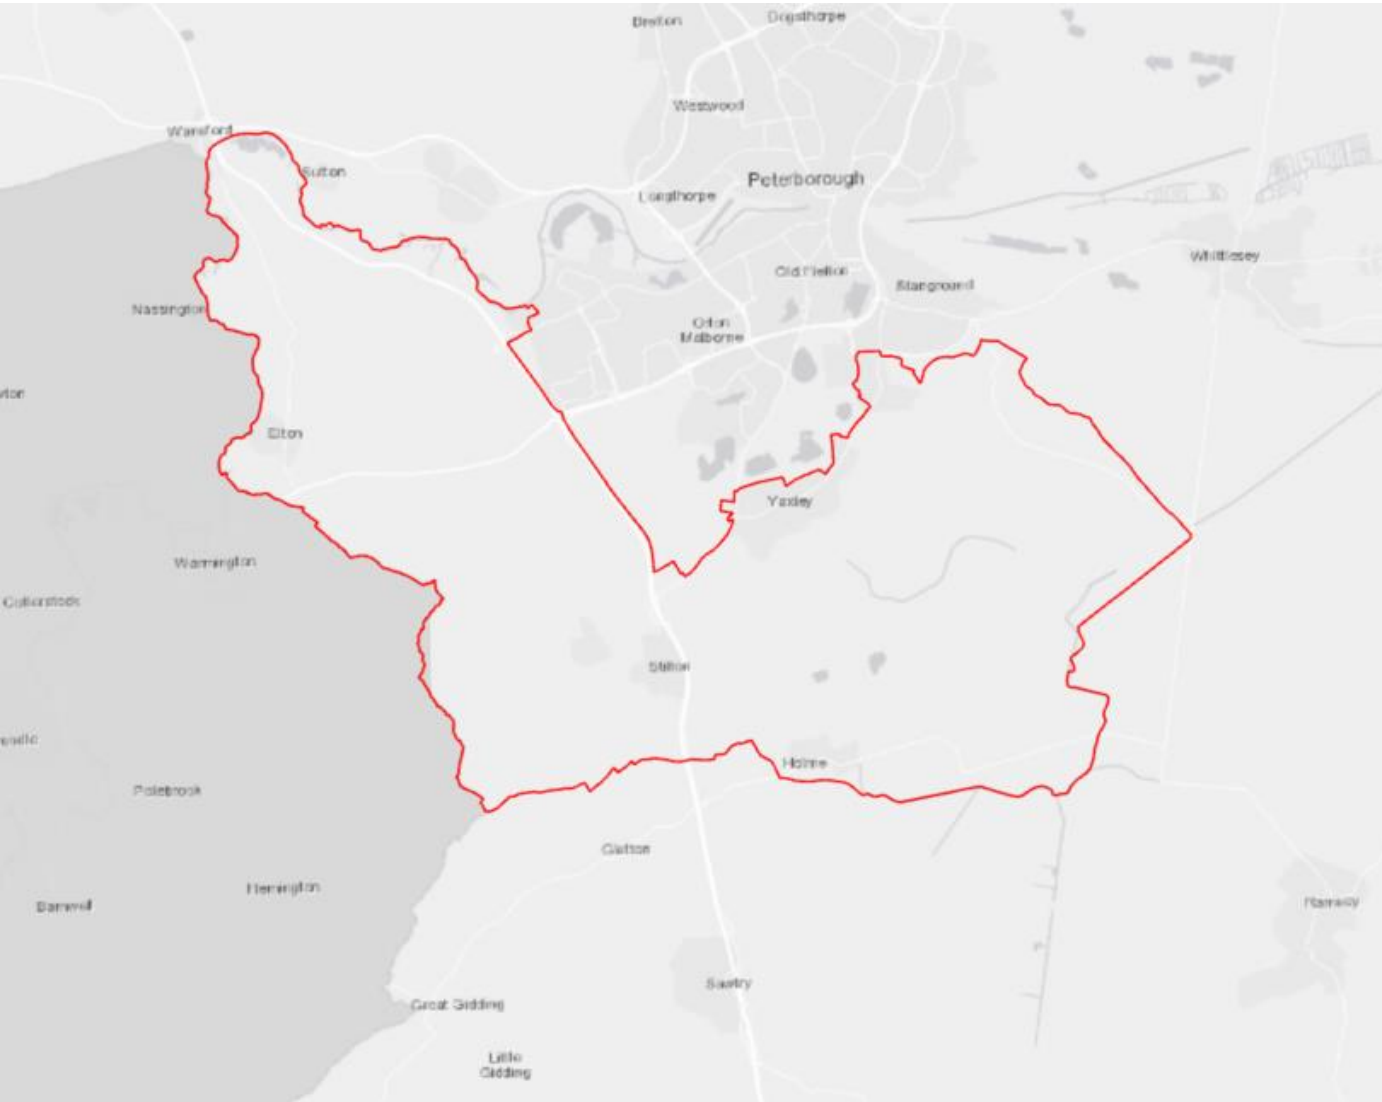 Bretton
Dogsthorpe
Westwood
Wansford
Sutton
Peterborough
Longthorpe
Whittlesey
Old Fletton
Stanground
Nassington
Orton
Malborne
Elton
Yaxley
Warmington
Cotterstock
Stilton
Holme
Polebrook
Glatton
Hemington
Barnwell
Ramsey
Sawtry
Great Gidding
Little
Gidding